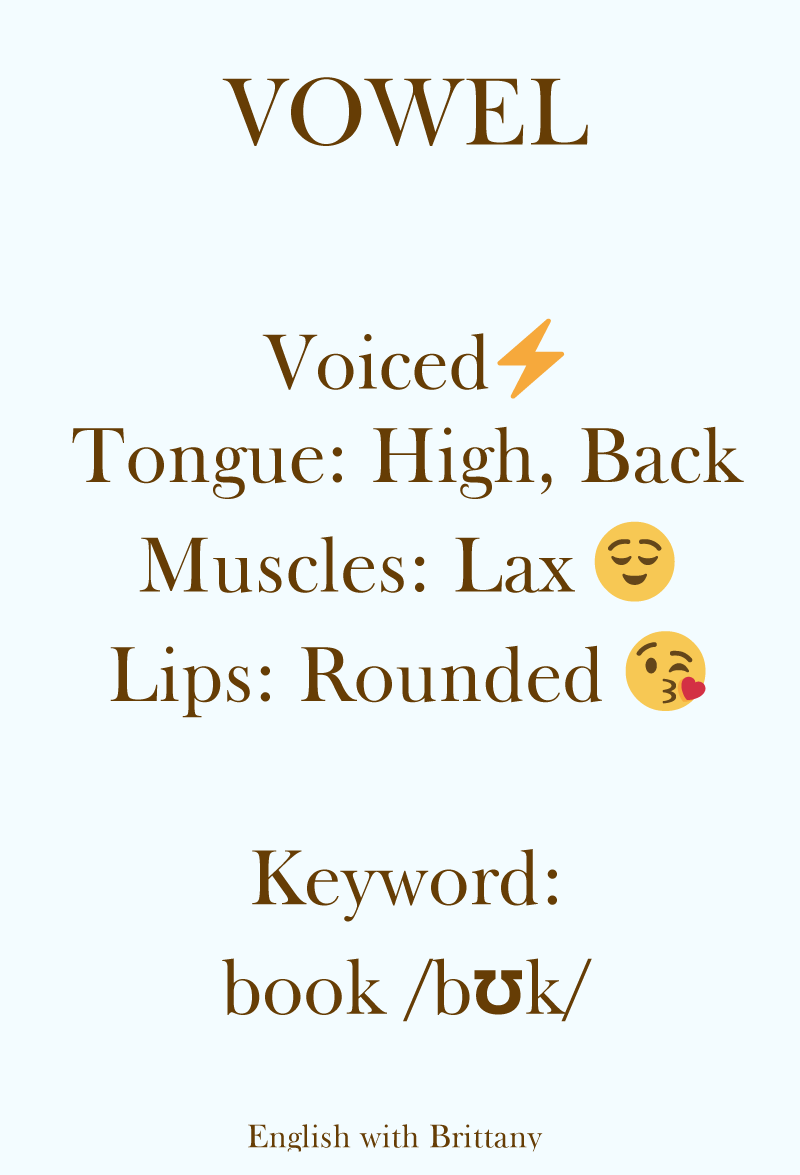 VOWEL
Voiced⚡
Tongue: High, Back
Muscles: Lax 😌
Lips: Rounded 😘
Keyword:
book /bʊk/
English with Brittany